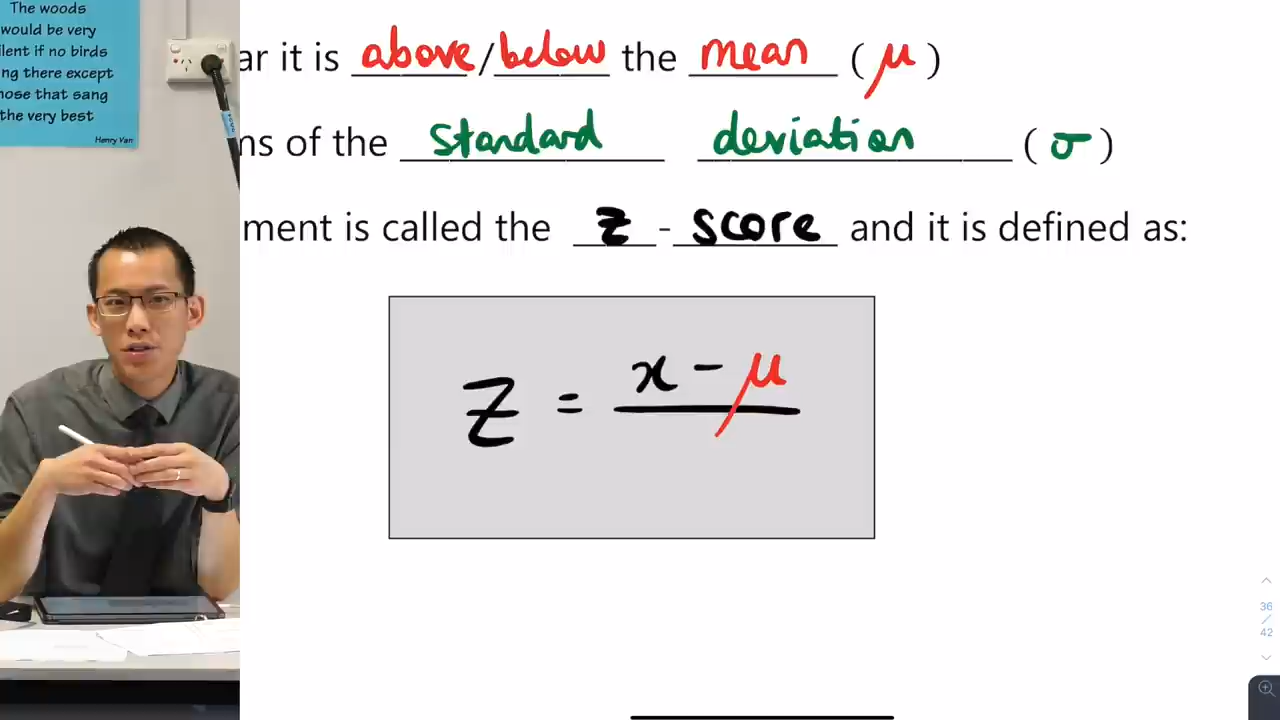 The woods
would be very
lent if no birds
ng there except
nose that sang
the very best
Henry Van
ar it is above/below the mean (μ)
ms of the standard deviation (σ)
ment is called the z-score and it is defined as:
z = x - μ
36
/
42